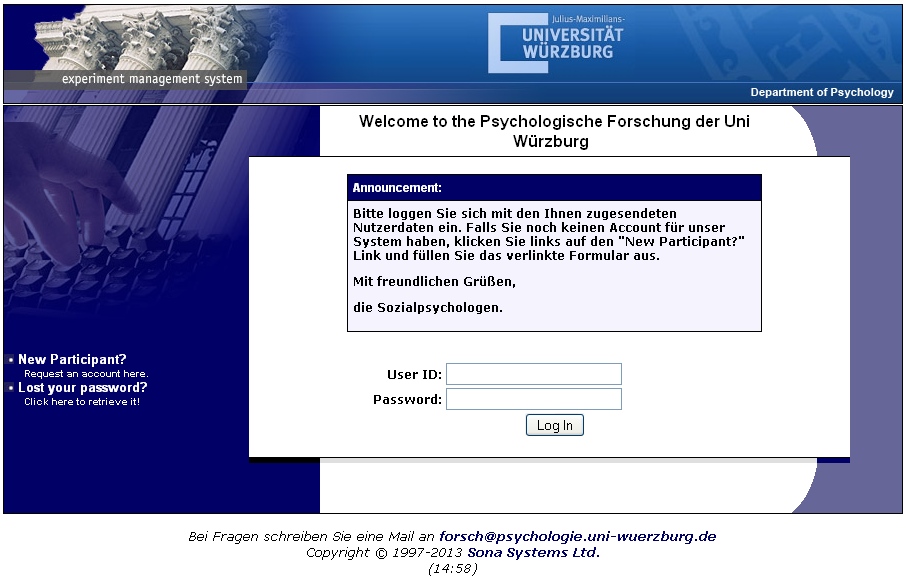 experiment management system
Julius-Maximilians-
UNIVERSITÄT
WÜRZBURG
Department of Psychology
Welcome to the Psychologische Forschung der Uni
Würzburg
Announcement:
Bitte loggen Sie sich mit den Ihnen zugesendeten
Nutzerdaten ein. Falls Sie noch keinen Account für unser
System haben, klicken Sie links auf den "New Participant?"
Link und füllen Sie das verlinkte Formular aus.
Mit freundlichen Grüßen,
die Sozialpsychologen.
New Participant?
Request an account here.
Lost your password?
Click here to retrieve it!
User ID:
Password:
Log In
Bei Fragen schreiben Sie eine Mail an forsch@psychologie.uni-wuerzburg.de
Copyright © 1997-2013 Sona Systems Ltd.
(14:58)